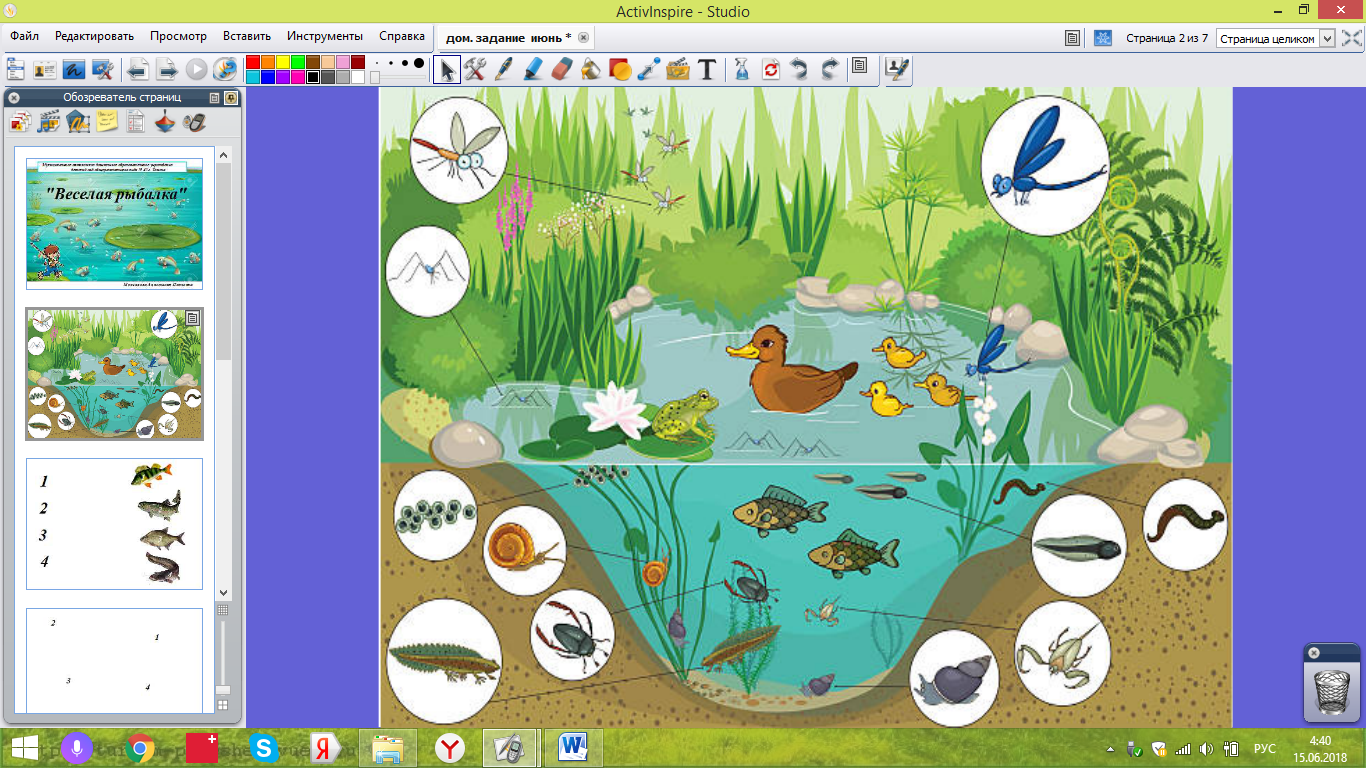 ActivInspire - Studio
Файл Редактировать Просмотр Вставить Инструменты Справка
дом. задание июнь *
Страница 2 из 7
Страница целиком
Обозреватель страниц
"Веселая рыбалка"
1
2
3
4
2
1
3
4
РУС
4:40
15.06.2018